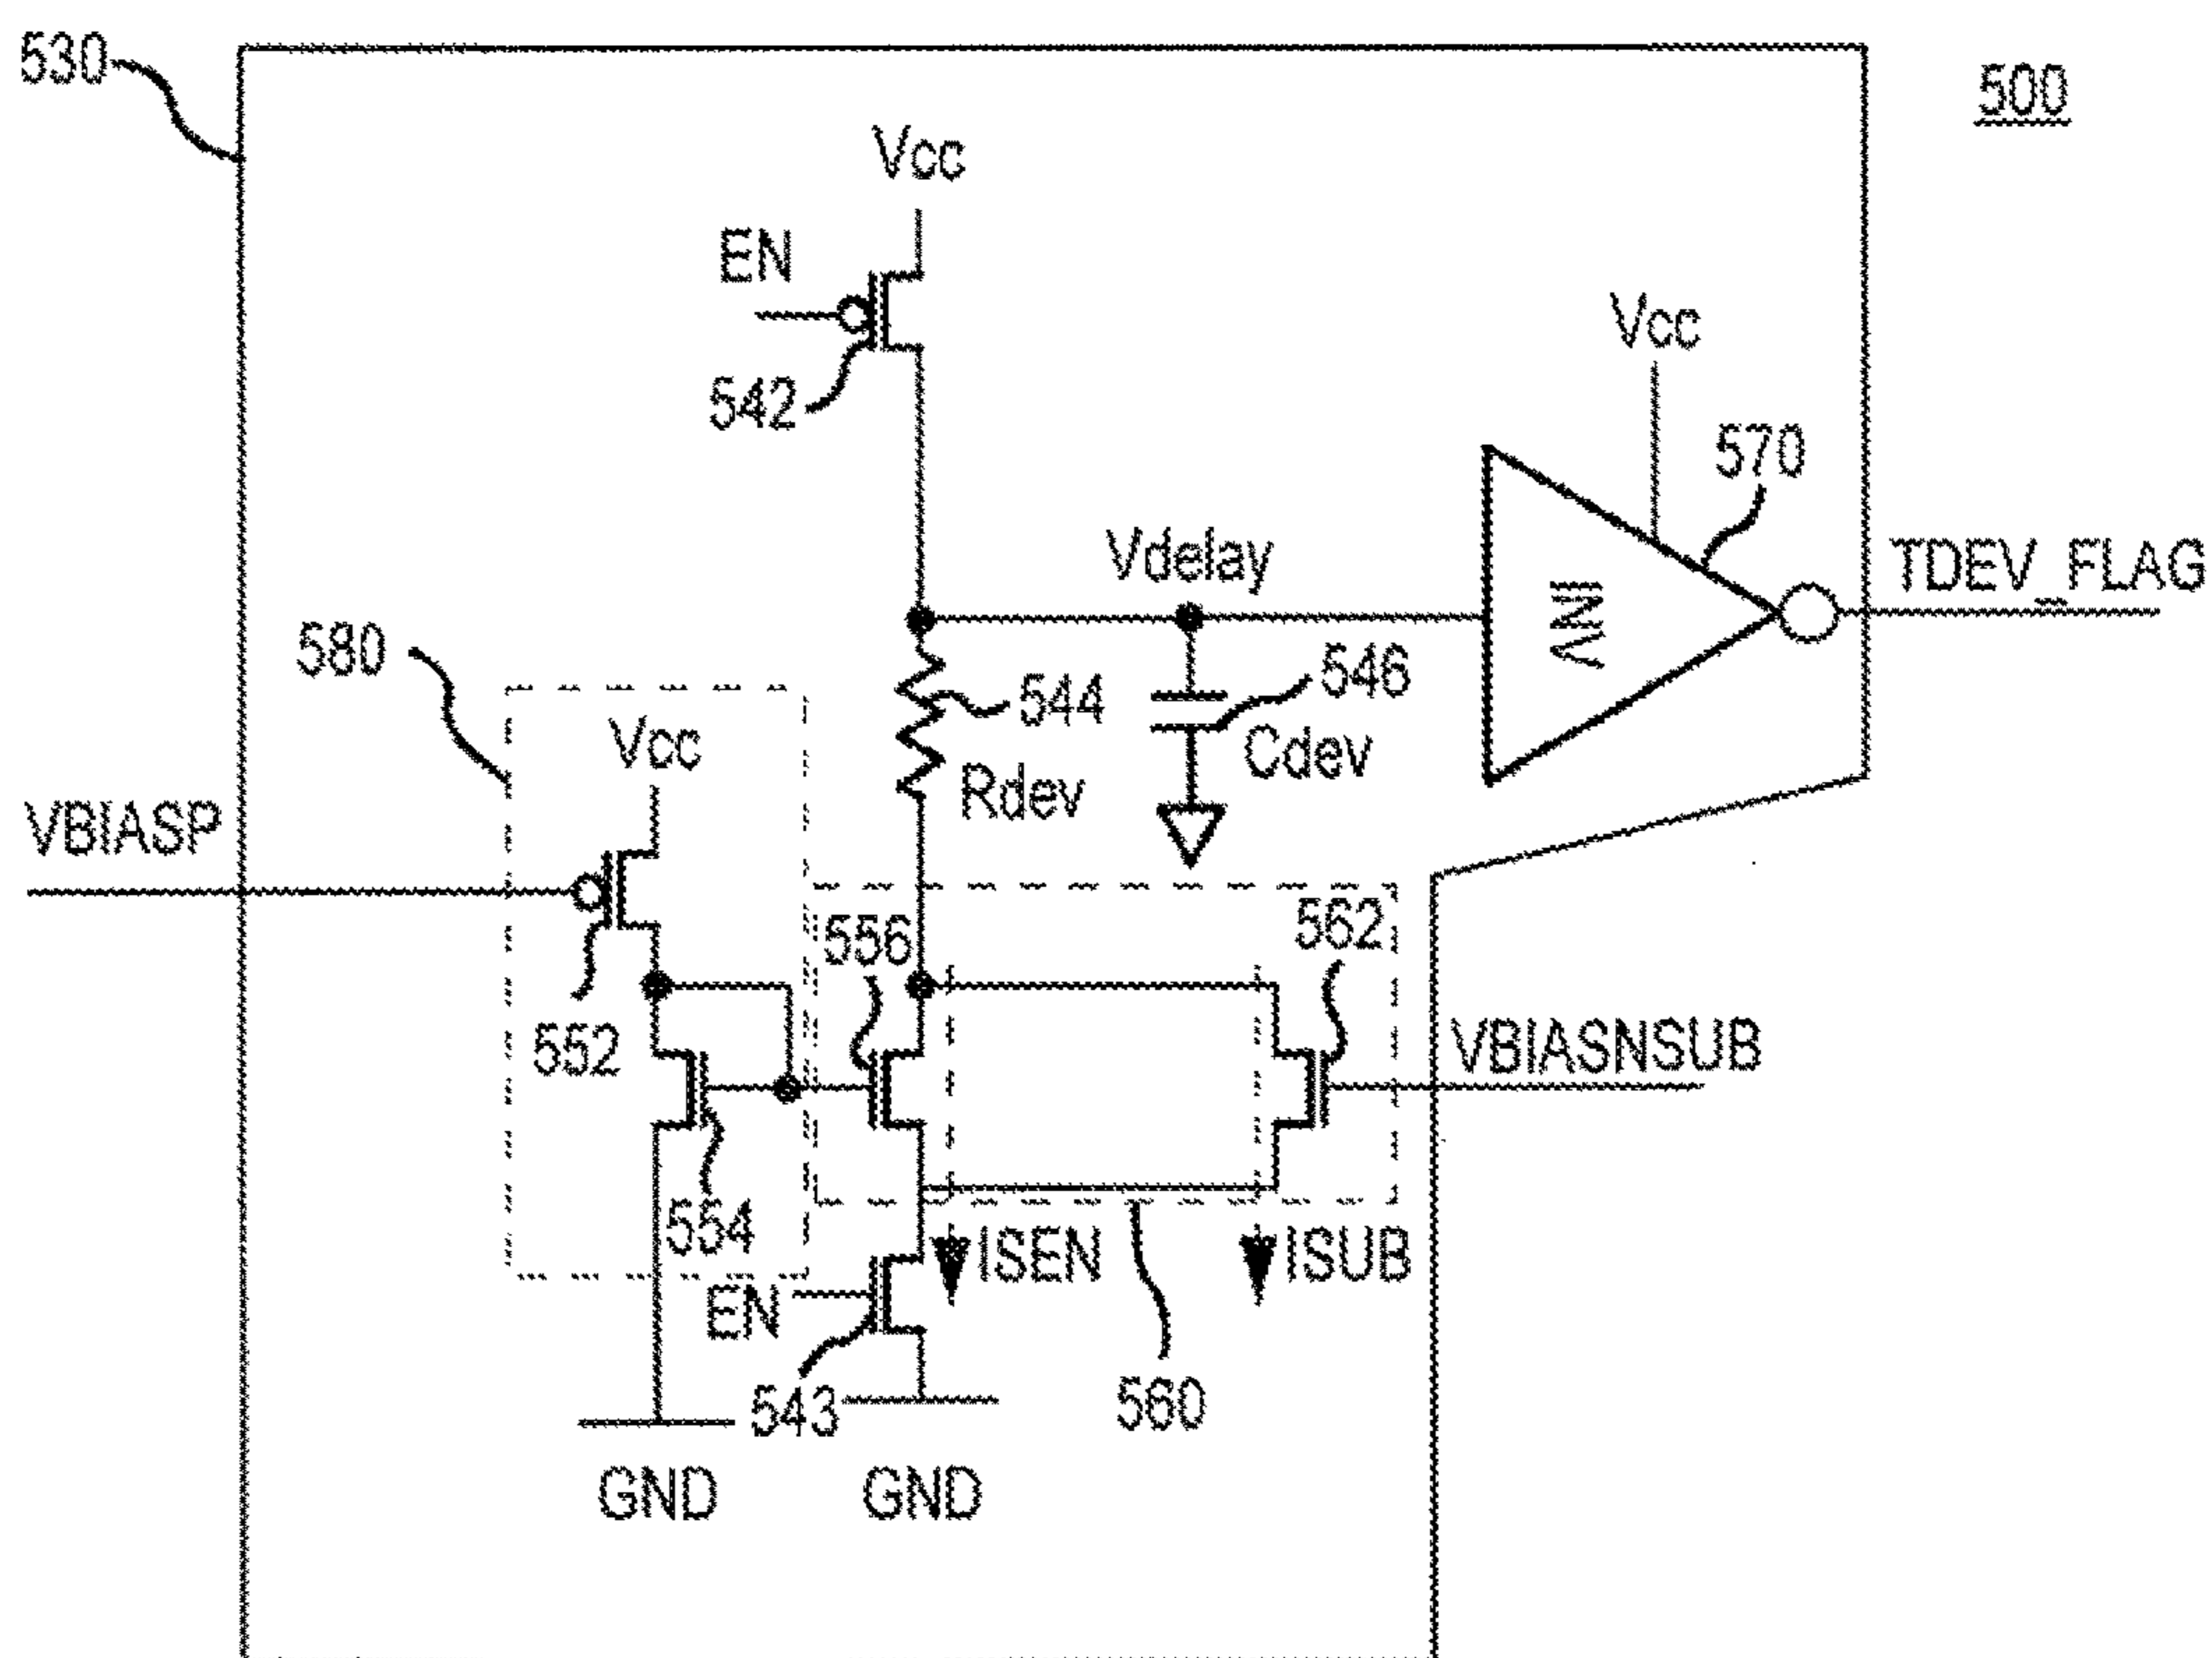 530
500
Vcc
EN
542
Vcc
570
Vdelay
TDEV_FLAG
INV
580
546
544
Vcc
Cdev
Rdev
VBIASP
556
562
552
VBIASNSUB
554
ISEN
ISUB
EN
543
560
GND
GND